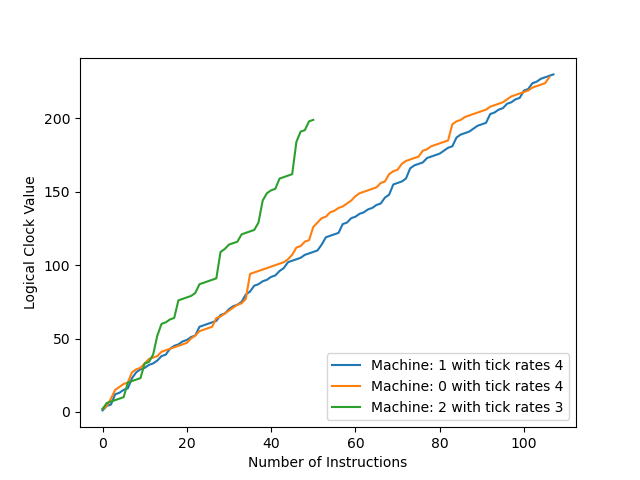 200
150
100
50
0
Logical Clock Value
Machine: 1 with tick rates 4
Machine: 0 with tick rates 4
Machine: 2 with tick rates 3
0 20 40 60 80 100
Number of Instructions